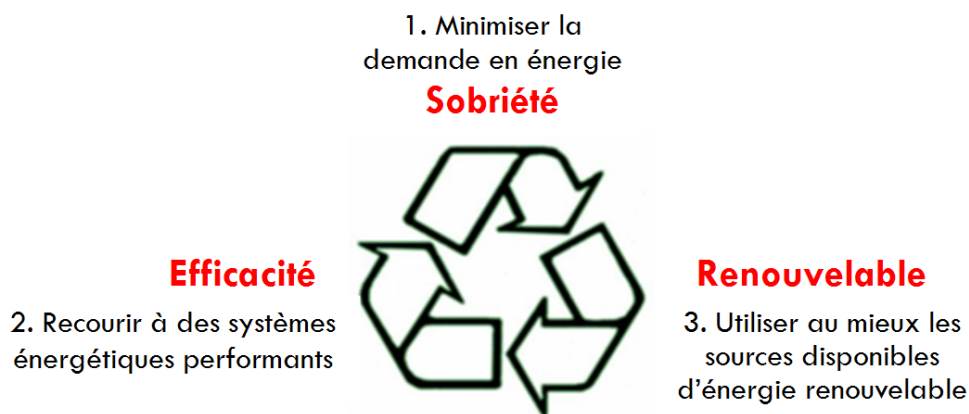 1. Minimiser la
demande en énergie
Sobriété
Efficacité
2. Recourir à des systèmes
énergétiques performants
Renouvelable
3. Utiliser au mieux les
sources disponibles
d'énergie renouvelable